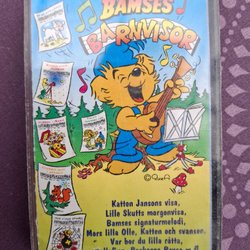 BAMSES
BARNVISOR
Katten Jansons visa,
Lille Skutts morgonvisa,
Bamses signaturmelodi,
Mors lilla Olle, Katten och svansen,
Var bor du lilla råtta,